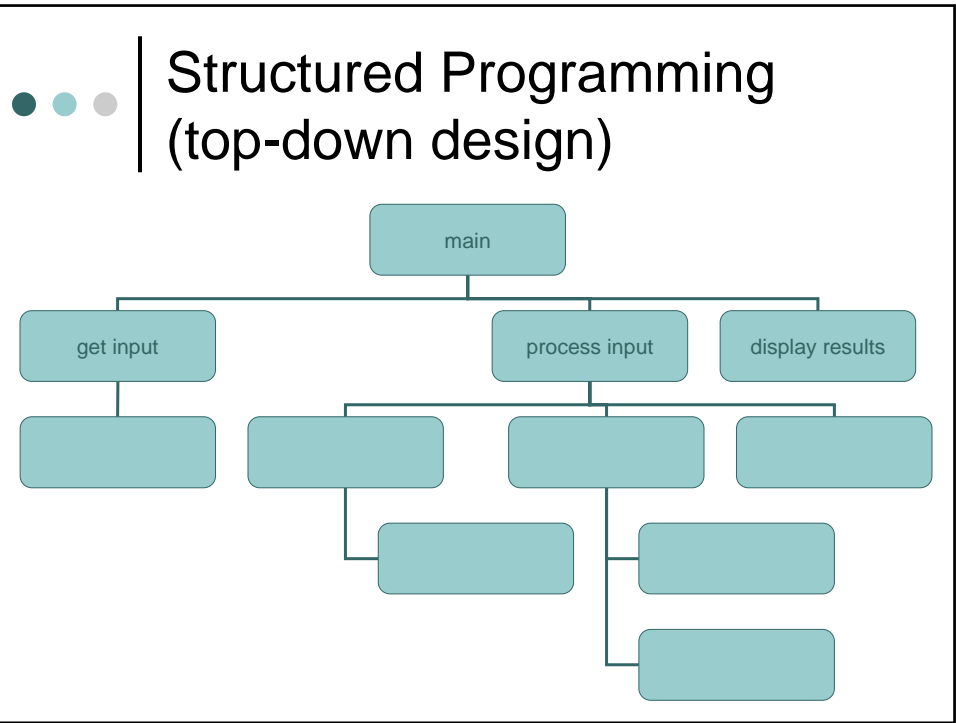 Structured Programming
(top-down design)
main
get input
process input
display results